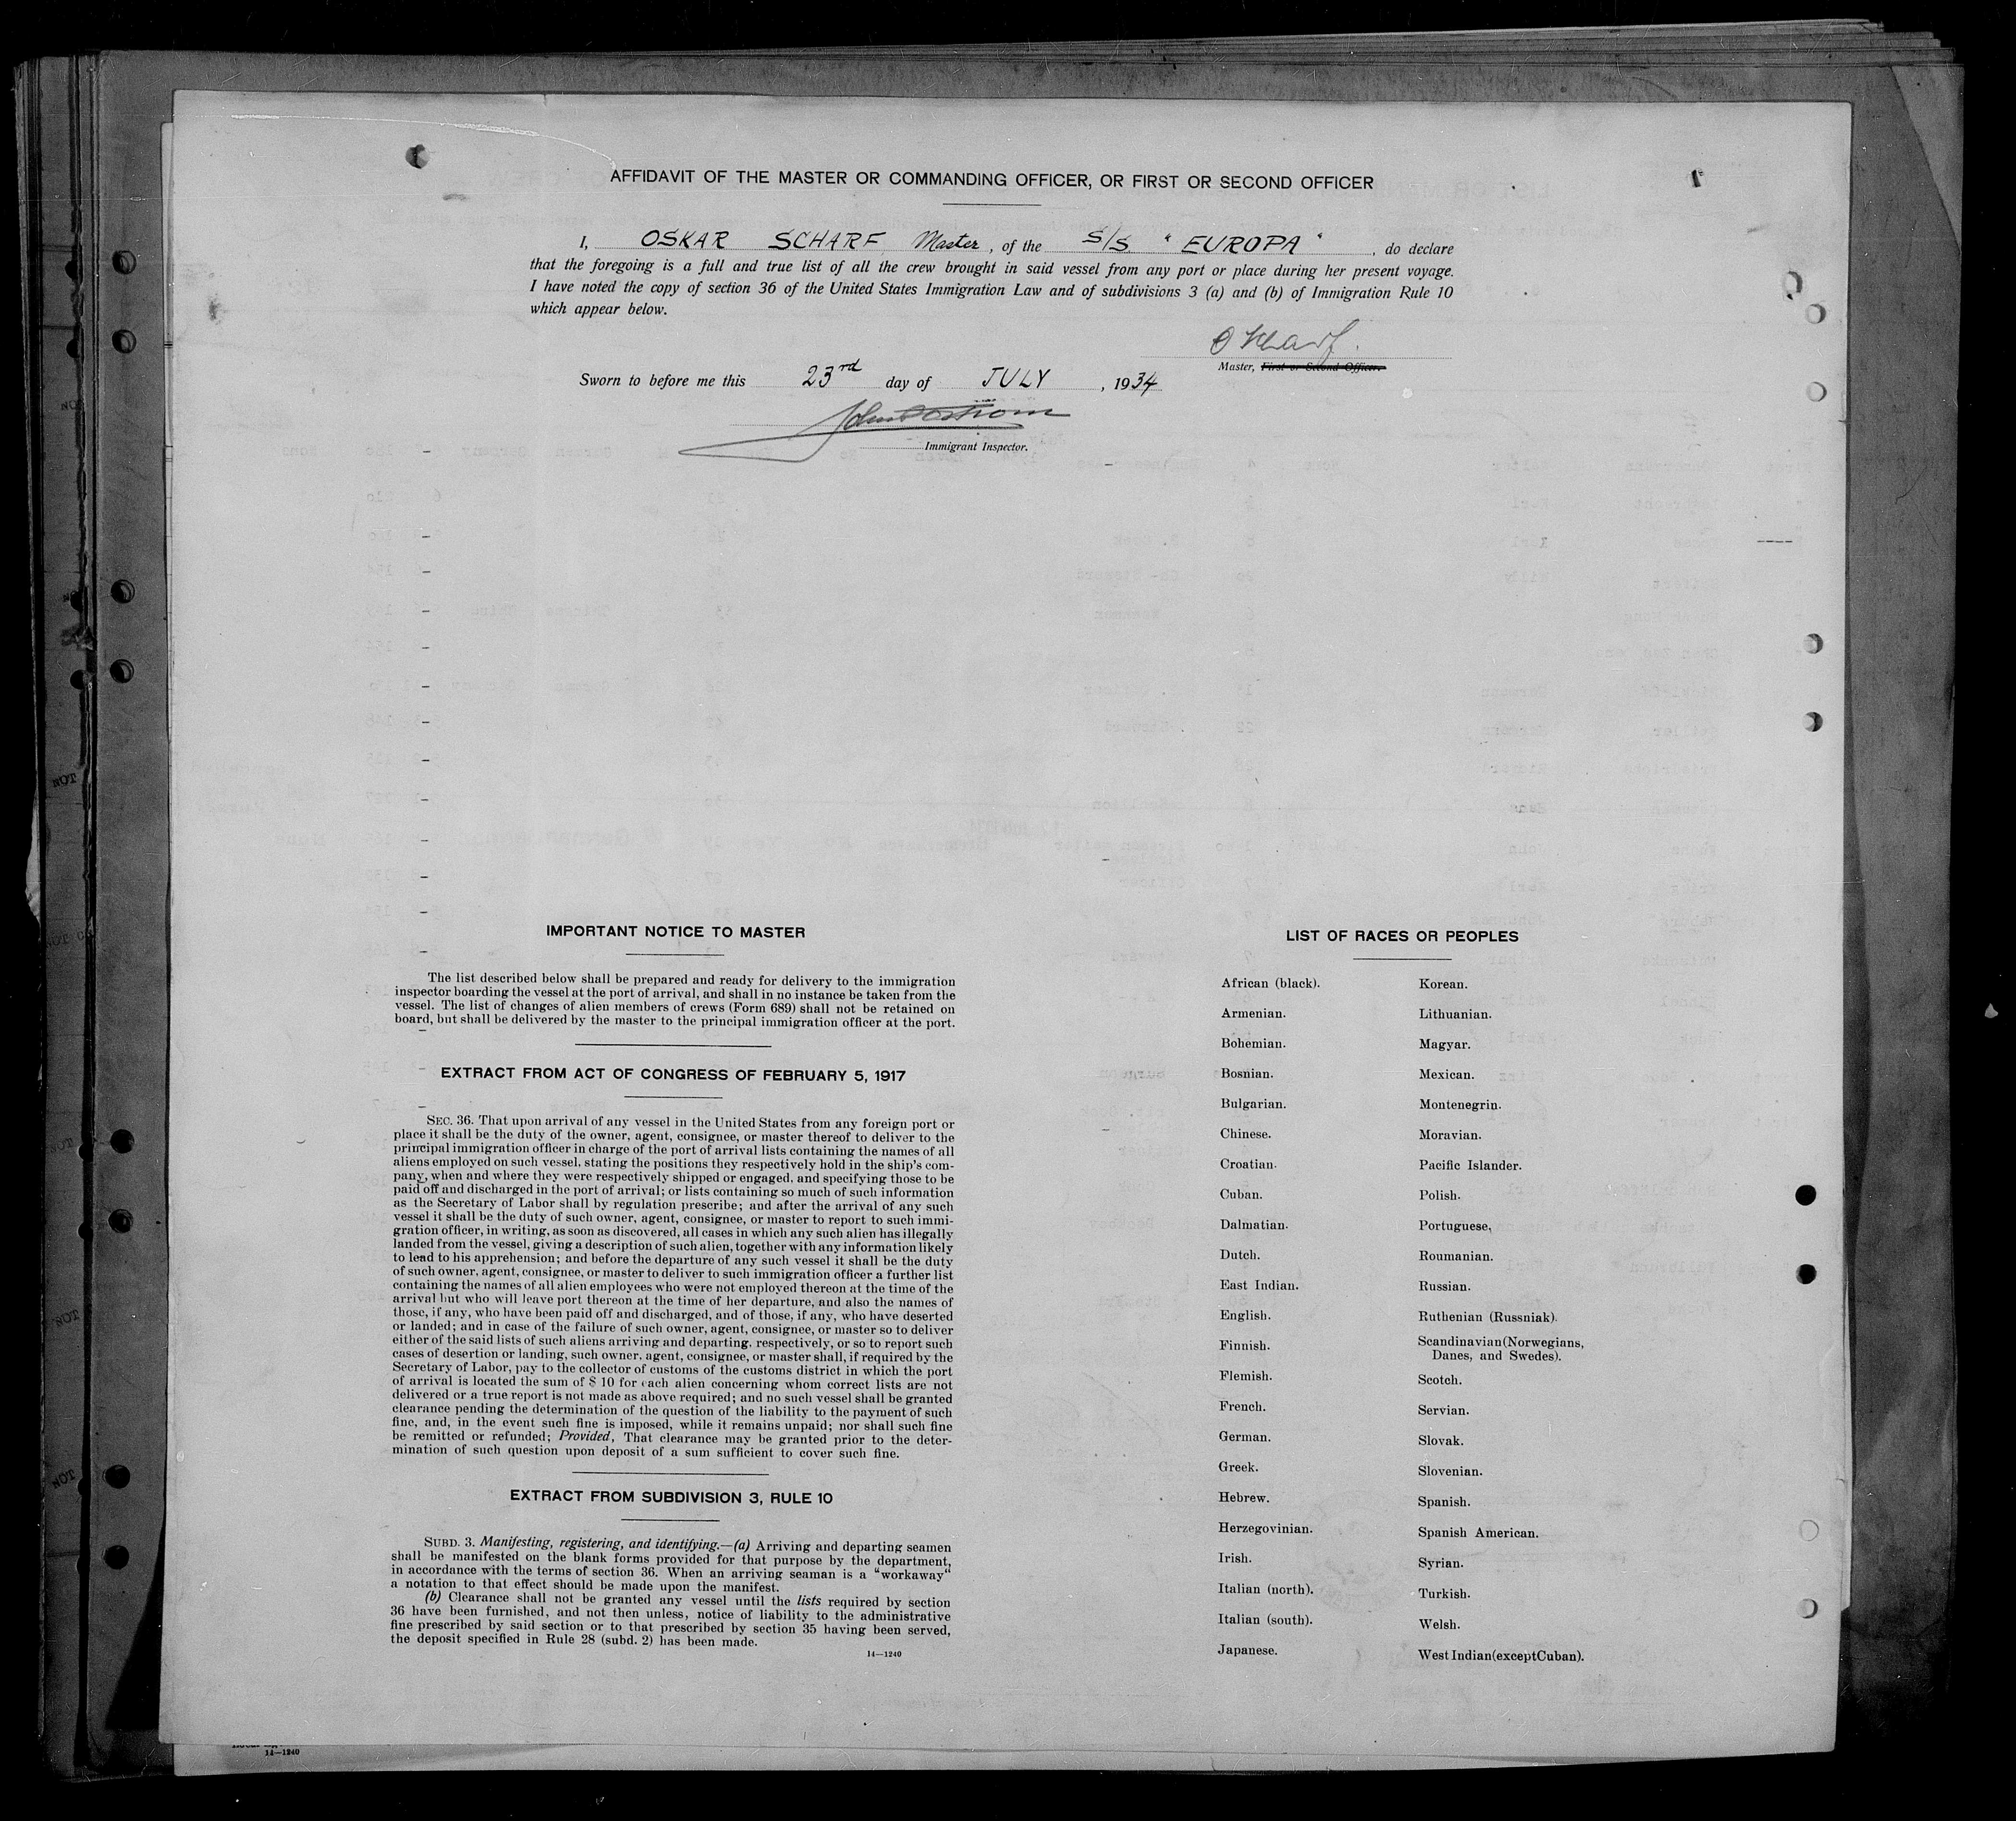 AFFIDAVIT OF THE MASTER OR COMMANDING OFFICER, OR FIRST OR SECOND OFFICER
I, OSKAR SCHARF Master, of the S/S "EUROPA", do declare
that the foregoing is a full and true list of all the crew brought in said vessel from any port or place during her present voyage.
I have noted the copy of section 36 of the United States Immigration Law and of subdivisions 3 (a) and (b) of Immigration Rule 10
which appear below.
O Scharf.
Master, First or Second Officer.
Sworn to before me this 23rd day of JULY, 1934
Immigrant Inspector.
IMPORTANT NOTICE TO MASTER
The list described below shall be prepared and ready for delivery to the immigration
inspector boarding the vessel at the port of arrival, and shall in no instance be taken from the
vessel. The list of changes of alien members of crews (Form 689) shall not be retained on
board, but shall be delivered by the master to the principal immigration officer at the port.
EXTRACT FROM ACT OF CONGRESS OF FEBRUARY 5, 1917
SEC. 36. That upon arrival of any vessel in the United States from any foreign port or
place it shall be the duty of the owner, agent, consignee, or master thereof to deliver to the
principal immigration officer in charge of the port of arrival lists containing the names of all
aliens employed on such vessel, stating the positions they respectively hold in the ship's com-
pany, when and where they were respectively shipped or engaged, and specifying those to be
paid off and discharged in the port of arrival; or lists containing so much of such information
as the Secretary of Labor shall by regulation prescribe; and after the arrival of any such
vessel it shall be the duty of such owner, agent, consignee, or master to report to such immi-
gration officer, in writing, as soon as discovered, all cases in which any such alien has illegally
landed from the vessel, giving a description of such alien, together with any information likely
to lead to his apprehension; and before the departure of any such vessel it shall be the duty
of such owner, agent, consignee, or master to deliver to such immigration officer a further list
containing the names of all alien employees who were not employed thereon at the time of the
arrival but who will leave port thereon at the time of her departure, and also the names of
those, if any, who have been paid off and discharged, and of those, if any, who have deserted
or landed; and in case of the failure of such owner, agent, consignee, or master so to deliver
either of the said lists of such aliens arriving and departing, respectively, or so to report such
cases of desertion or landing, such owner, agent, consignee, or master shall, if required by the
Secretary of Labor, pay to the collector of customs of the customs district in which the port
of arrival is located the sum of $ 10 for each alien concerning whom correct lists are not
delivered or a true report is not made as above required; and no such vessel shall be granted
clearance pending the determination of the question of the liability to the payment of such
fine, and, in the event such fine is imposed, while it remains unpaid; nor shall such fine
be remitted or refunded; Provided, That clearance may be granted prior to the deter-
mination of such question upon deposit of a sum sufficient to cover such fine.
EXTRACT FROM SUBDIVISION 3, RULE 10
SUBD. 3. Manifesting, registering, and identifying.—(a) Arriving and departing seamen
shall be manifested on the blank forms provided for that purpose by the department,
in accordance with the terms of section 36. When an arriving seaman is a "workaway"
a notation to that effect should be made upon the manifest.
(b) Clearance shall not be granted any vessel until the lists required by section
36 have been furnished, and not then unless, notice of liability to the administrative
fine prescribed by said section or to that prescribed by section 35 having been served,
the deposit specified in Rule 28 (subd. 2) has been made.
14—1240
LIST OF RACES OR PEOPLES
African (black).
Armenian.
Bohemian.
Bosnian.
Bulgarian.
Chinese.
Croatian.
Cuban.
Dalmatian.
Dutch.
East Indian.
English.
Finnish.
Flemish.
French.
German.
Greek.
Hebrew.
Herzegovinian.
Irish.
Italian (north).
Italian (south).
Japanese.
Korean.
Lithuanian.
Magyar.
Mexican.
Montenegrin.
Moravian.
Pacific Islander.
Polish.
Portuguese.
Roumanian.
Russian.
Ruthenian (Russniak).
Scandinavian (Norwegians,
Danes, and Swedes).
Scotch.
Servian.
Slovak.
Slovenian.
Spanish.
Spanish American.
Syrian.
Turkish.
Welsh.
West Indian (except Cuban).
14—1240